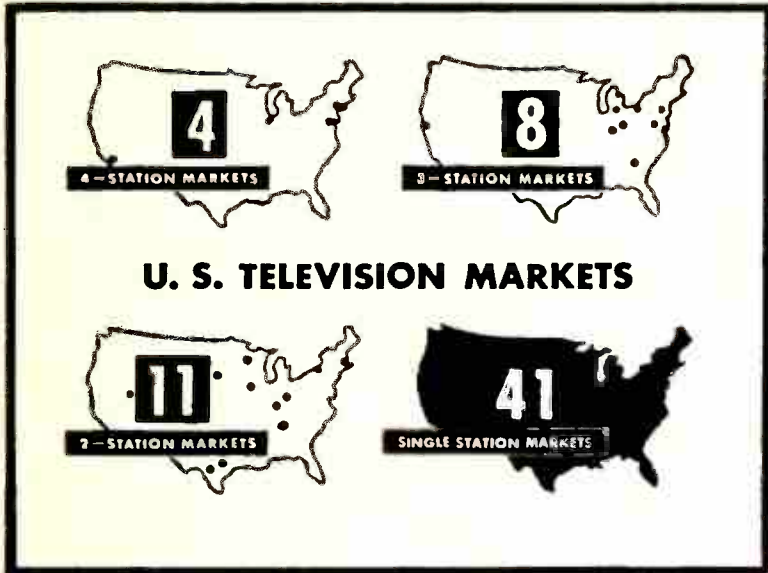 4
4-STATION MARKETS
8
3-STATION MARKETS
U. S. TELEVISION MARKETS
11
2-STATION MARKETS
41
SINGLE STATION MARKETS